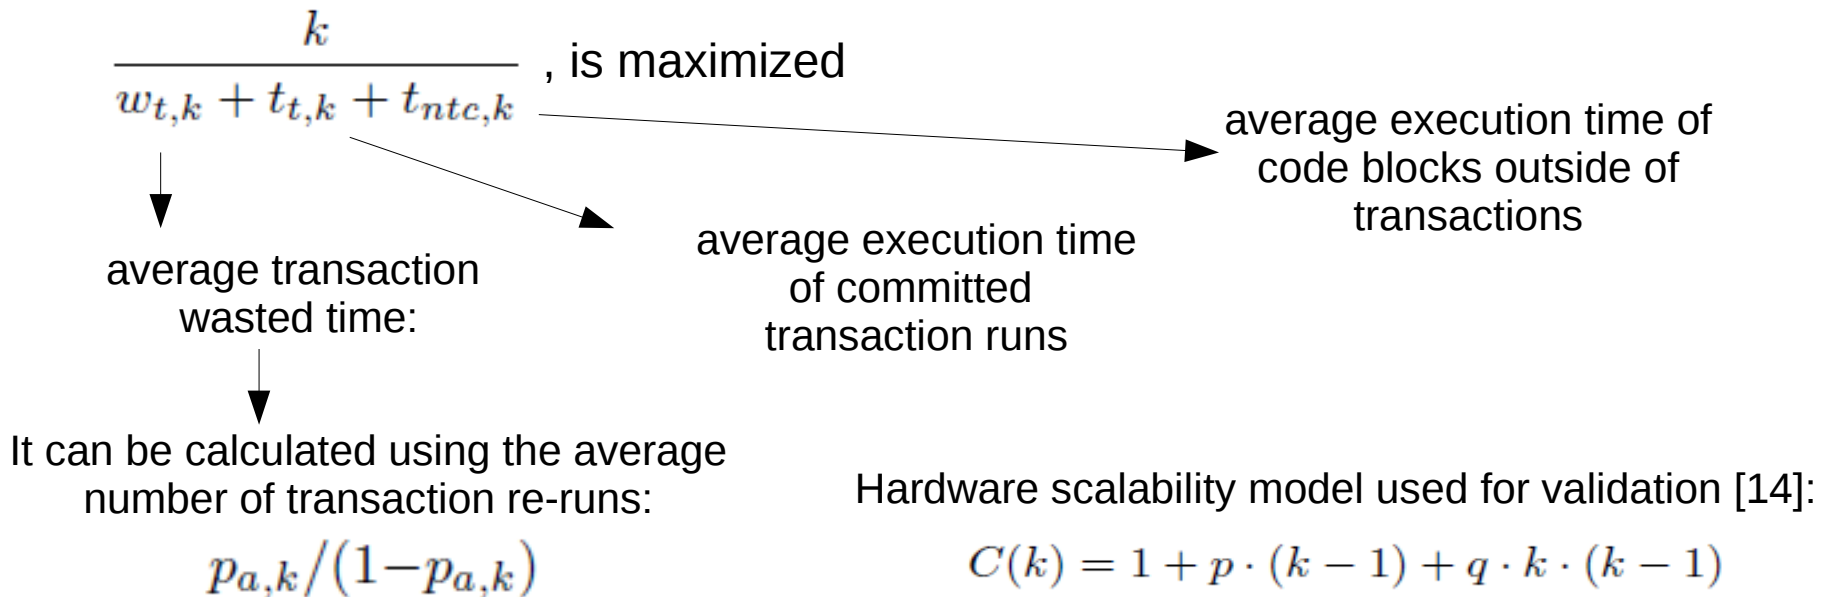 k
w_{t,k} + t_{t,k} + t_{ntc,k}
, is maximized
average execution time of
code blocks outside of
transactions
average execution time
of committed
transaction runs
average transaction
wasted time:
It can be calculated using the average
number of transaction re-runs:
p_{a,k}/(1−p_{a,k})
Hardware scalability model used for validation [14]:
C(k) = 1 + p · (k − 1) + q · k · (k − 1)